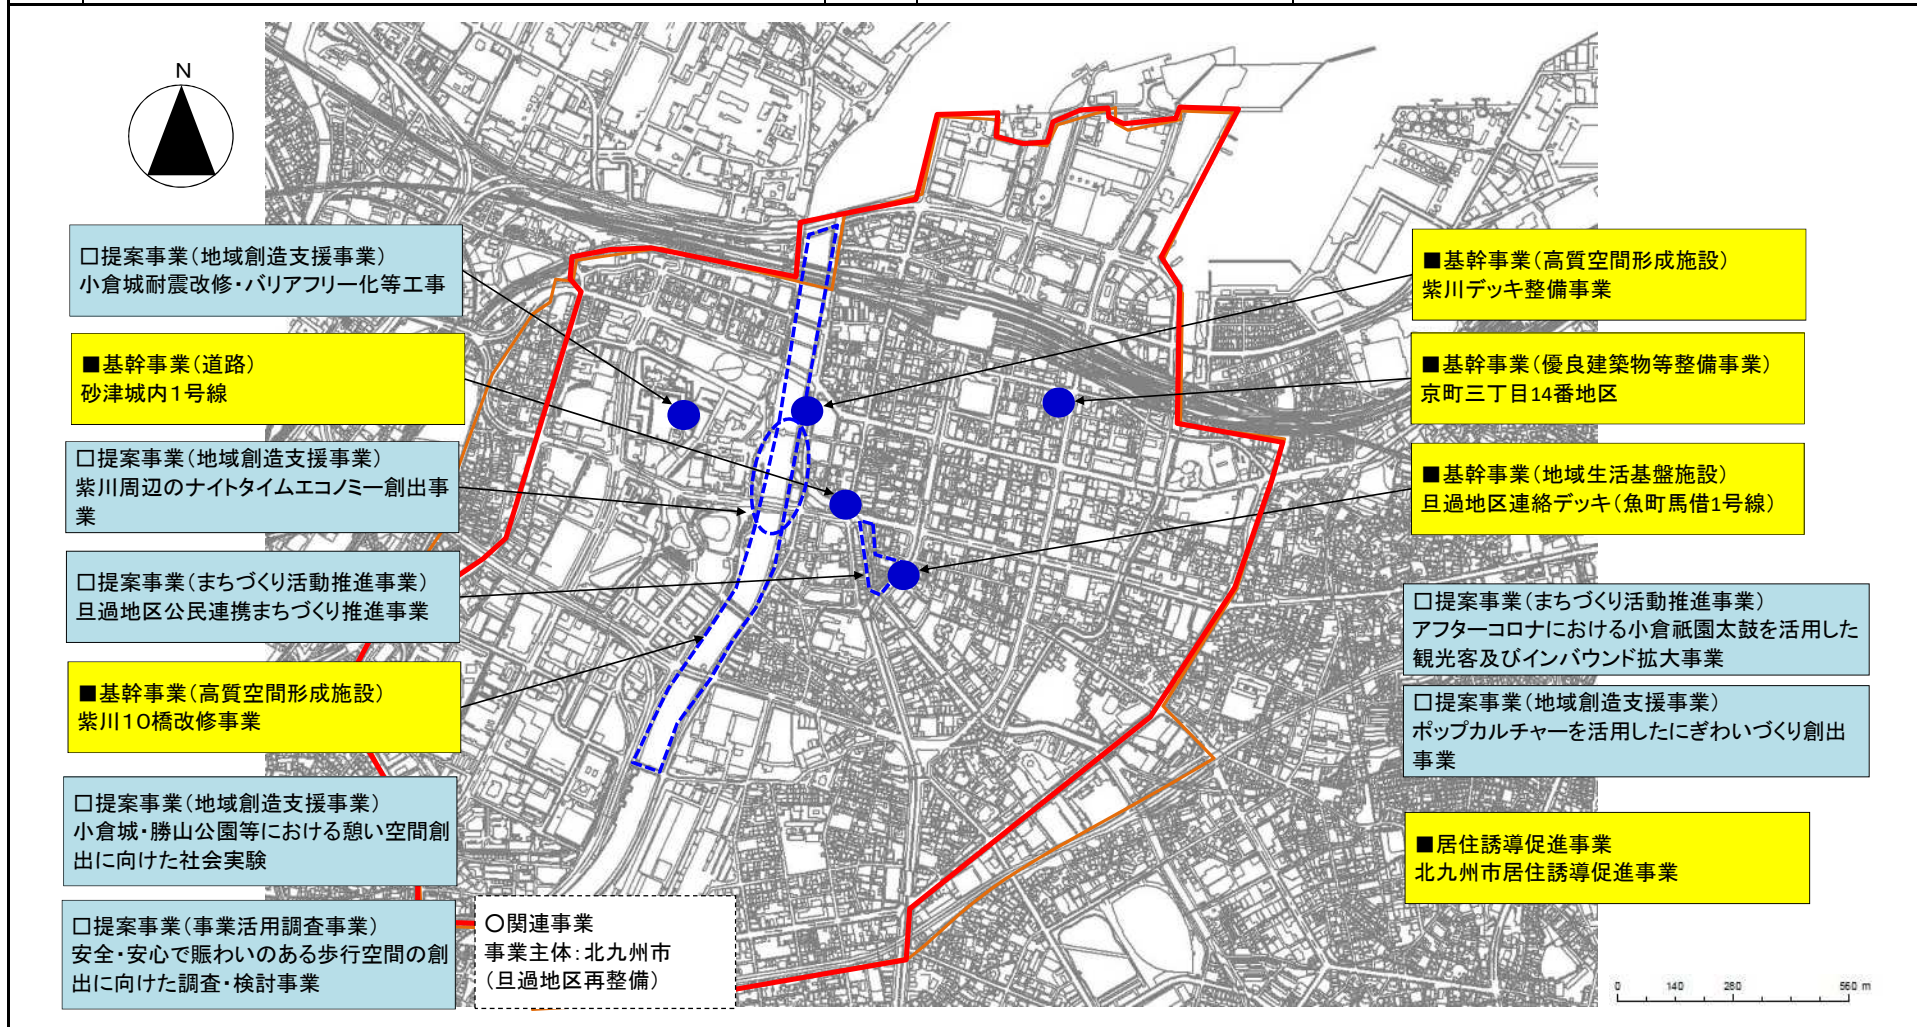 N
□提案事業(地域創造支援事業)
小倉城耐震改修・バリアフリー化等工事
■基幹事業(道路)
砂津城内1号線
□提案事業(地域創造支援事業)
紫川周辺のナイトタイムエコノミー創出事
業
□提案事業(まちづくり活動推進事業)
旦過地区公民連携まちづくり推進事業
■基幹事業(高質空間形成施設)
紫川10橋改修事業
□提案事業(地域創造支援事業)
小倉城・勝山公園等における憩い空間創
出に向けた社会実験
□提案事業(事業活用調査事業)
安全・安心で賑わいのある歩行空間の創
出に向けた調査・検討事業
○関連事業
事業主体:北九州市
(旦過地区再整備)
■基幹事業(高質空間形成施設)
紫川デッキ整備事業
■基幹事業(優良建築物等整備事業)
京町三丁目14番地区
■基幹事業(地域生活基盤施設)
旦過地区連絡デッキ(魚町馬借1号線)
□提案事業(まちづくり活動推進事業)
アフターコロナにおける小倉祇園太鼓を活用した
観光客及びインバウンド拡大事業
□提案事業(地域創造支援事業)
ポップカルチャーを活用したにぎわいづくり創出
事業
■居住誘導促進事業
北九州市居住誘導促進事業
0 140 280 560 m